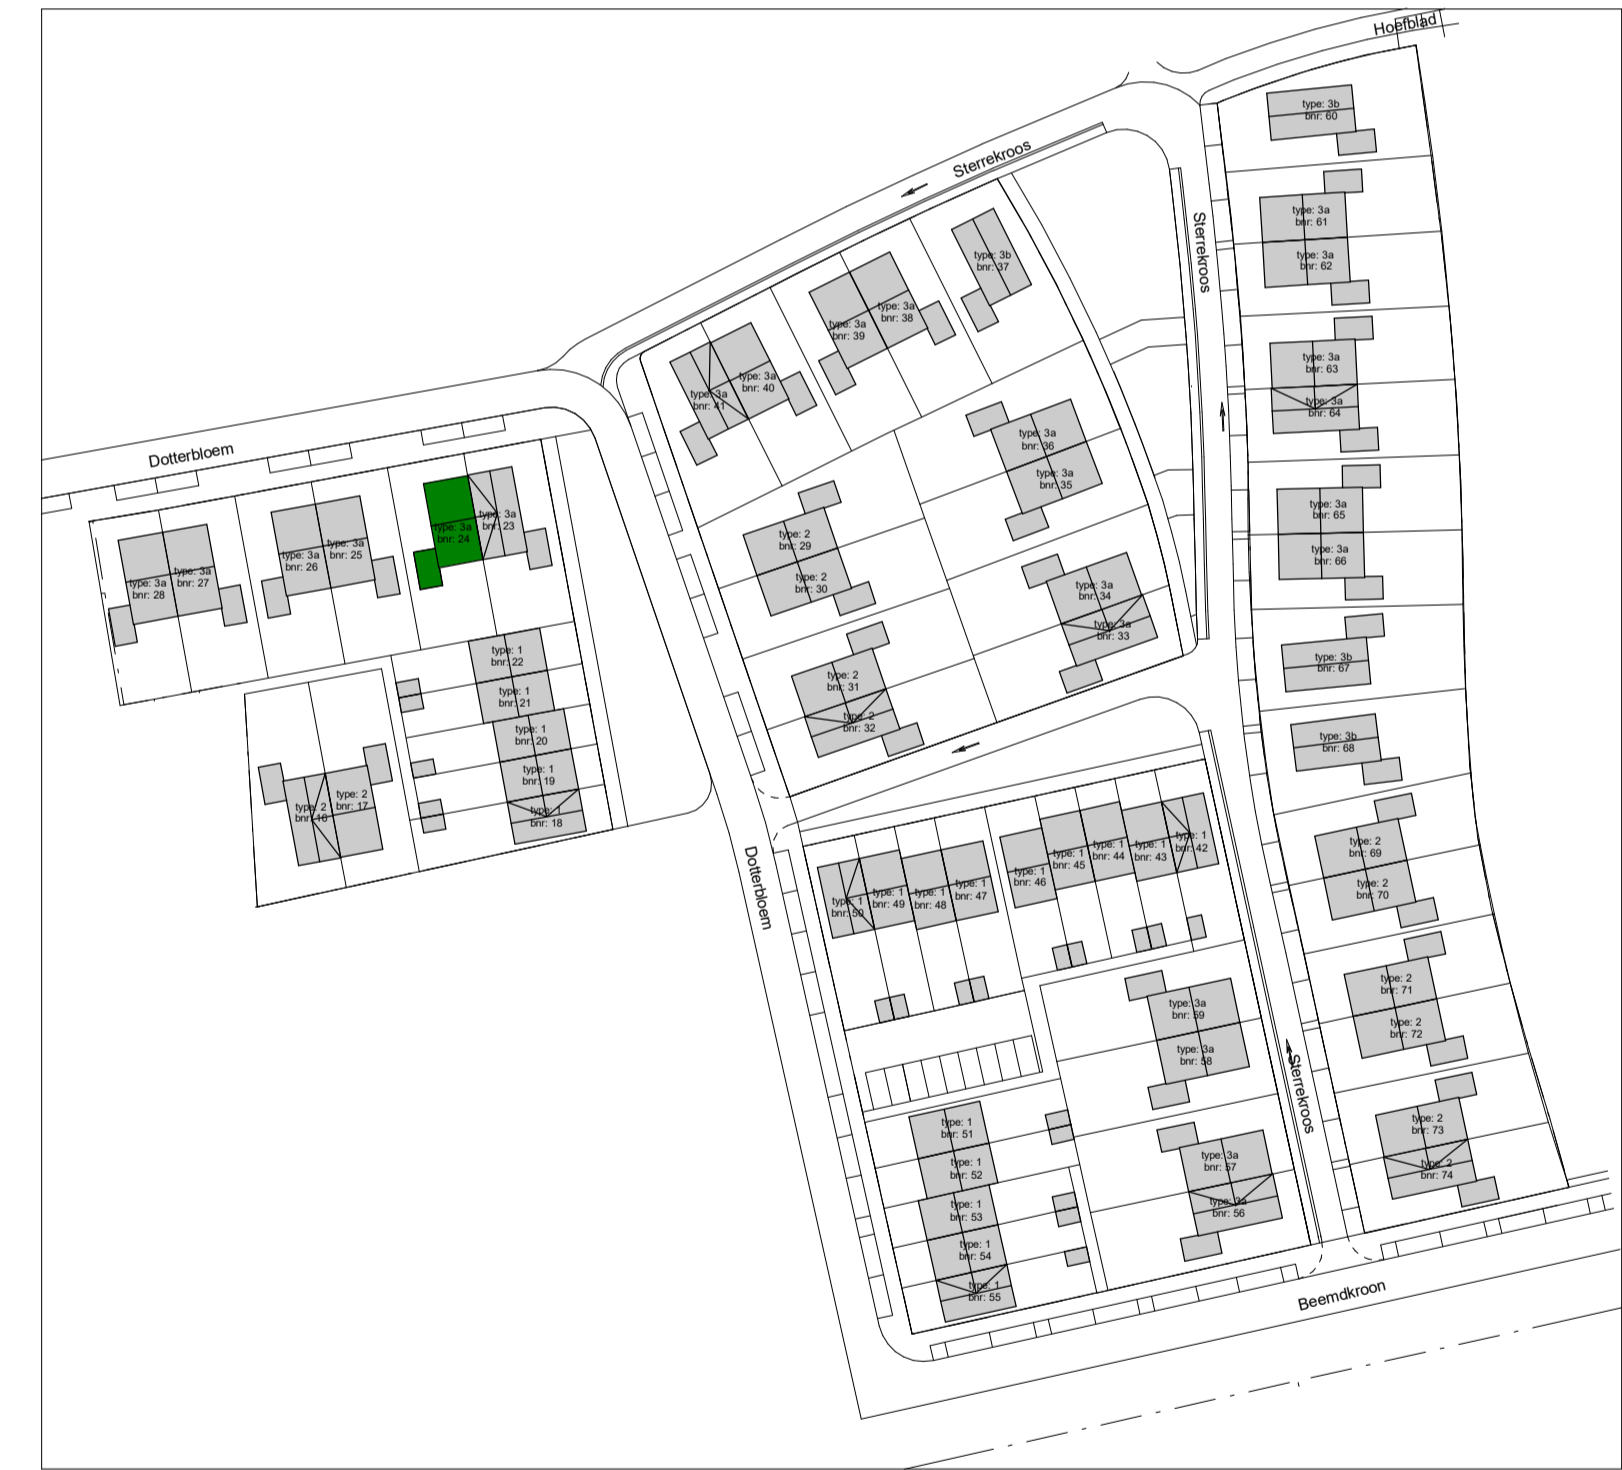 Hoefblad
Sterrekroos
Sterrekroos
Dotterbloem
Dotterbloem
Sterrekroos
Beemdkroon
type: 3b
bnr: 60
type: 3a
bnr: 61
type: 3a
bnr: 62
type: 3a
bnr: 63
type: 3a
bnr: 64
type: 3a
bnr: 65
type: 3a
bnr: 66
type: 3b
bnr: 67
type: 3b
bnr: 68
type: 2
bnr: 69
type: 2
bnr: 70
type: 2
bnr: 71
type: 2
bnr: 72
type: 2
bnr: 73
type: 2
bnr: 74
type: 3b
bnr: 37
type: 3a
bnr: 38
type: 3a
bnr: 39
type: 3a
bnr: 40
type: 3a
bnr: 41
type: 3a
bnr: 36
type: 3a
bnr: 35
type: 3a
bnr: 34
type: 3a
bnr: 33
type: 2
bnr: 29
type: 2
bnr: 30
type: 2
bnr: 31
type: 2
bnr: 32
type: 3a
bnr: 28
type: 3a
bnr: 27
type: 3a
bnr: 26
type: 3a
bnr: 25
type: 3a
bnr: 24
type: 3a
bnr: 23
type: 1
bnr: 22
type: 1
bnr: 21
type: 1
bnr: 20
type: 1
bnr: 19
type: 1
bnr: 18
type: 2
bnr: 17
type: 2
bnr: 16
type: 1
bnr: 50
type: 1
bnr: 49
type: 1
bnr: 48
type: 1
bnr: 47
type: 1
bnr: 46
type: 1
bnr: 45
type: 1
bnr: 44
type: 1
bnr: 43
type: 1
bnr: 42
type: 3a
bnr: 59
type: 3a
bnr: 58
type: 3a
bnr: 57
type: 3a
bnr: 56
type: 1
bnr: 51
type: 1
bnr: 52
type: 1
bnr: 53
type: 1
bnr: 54
type: 1
bnr: 55